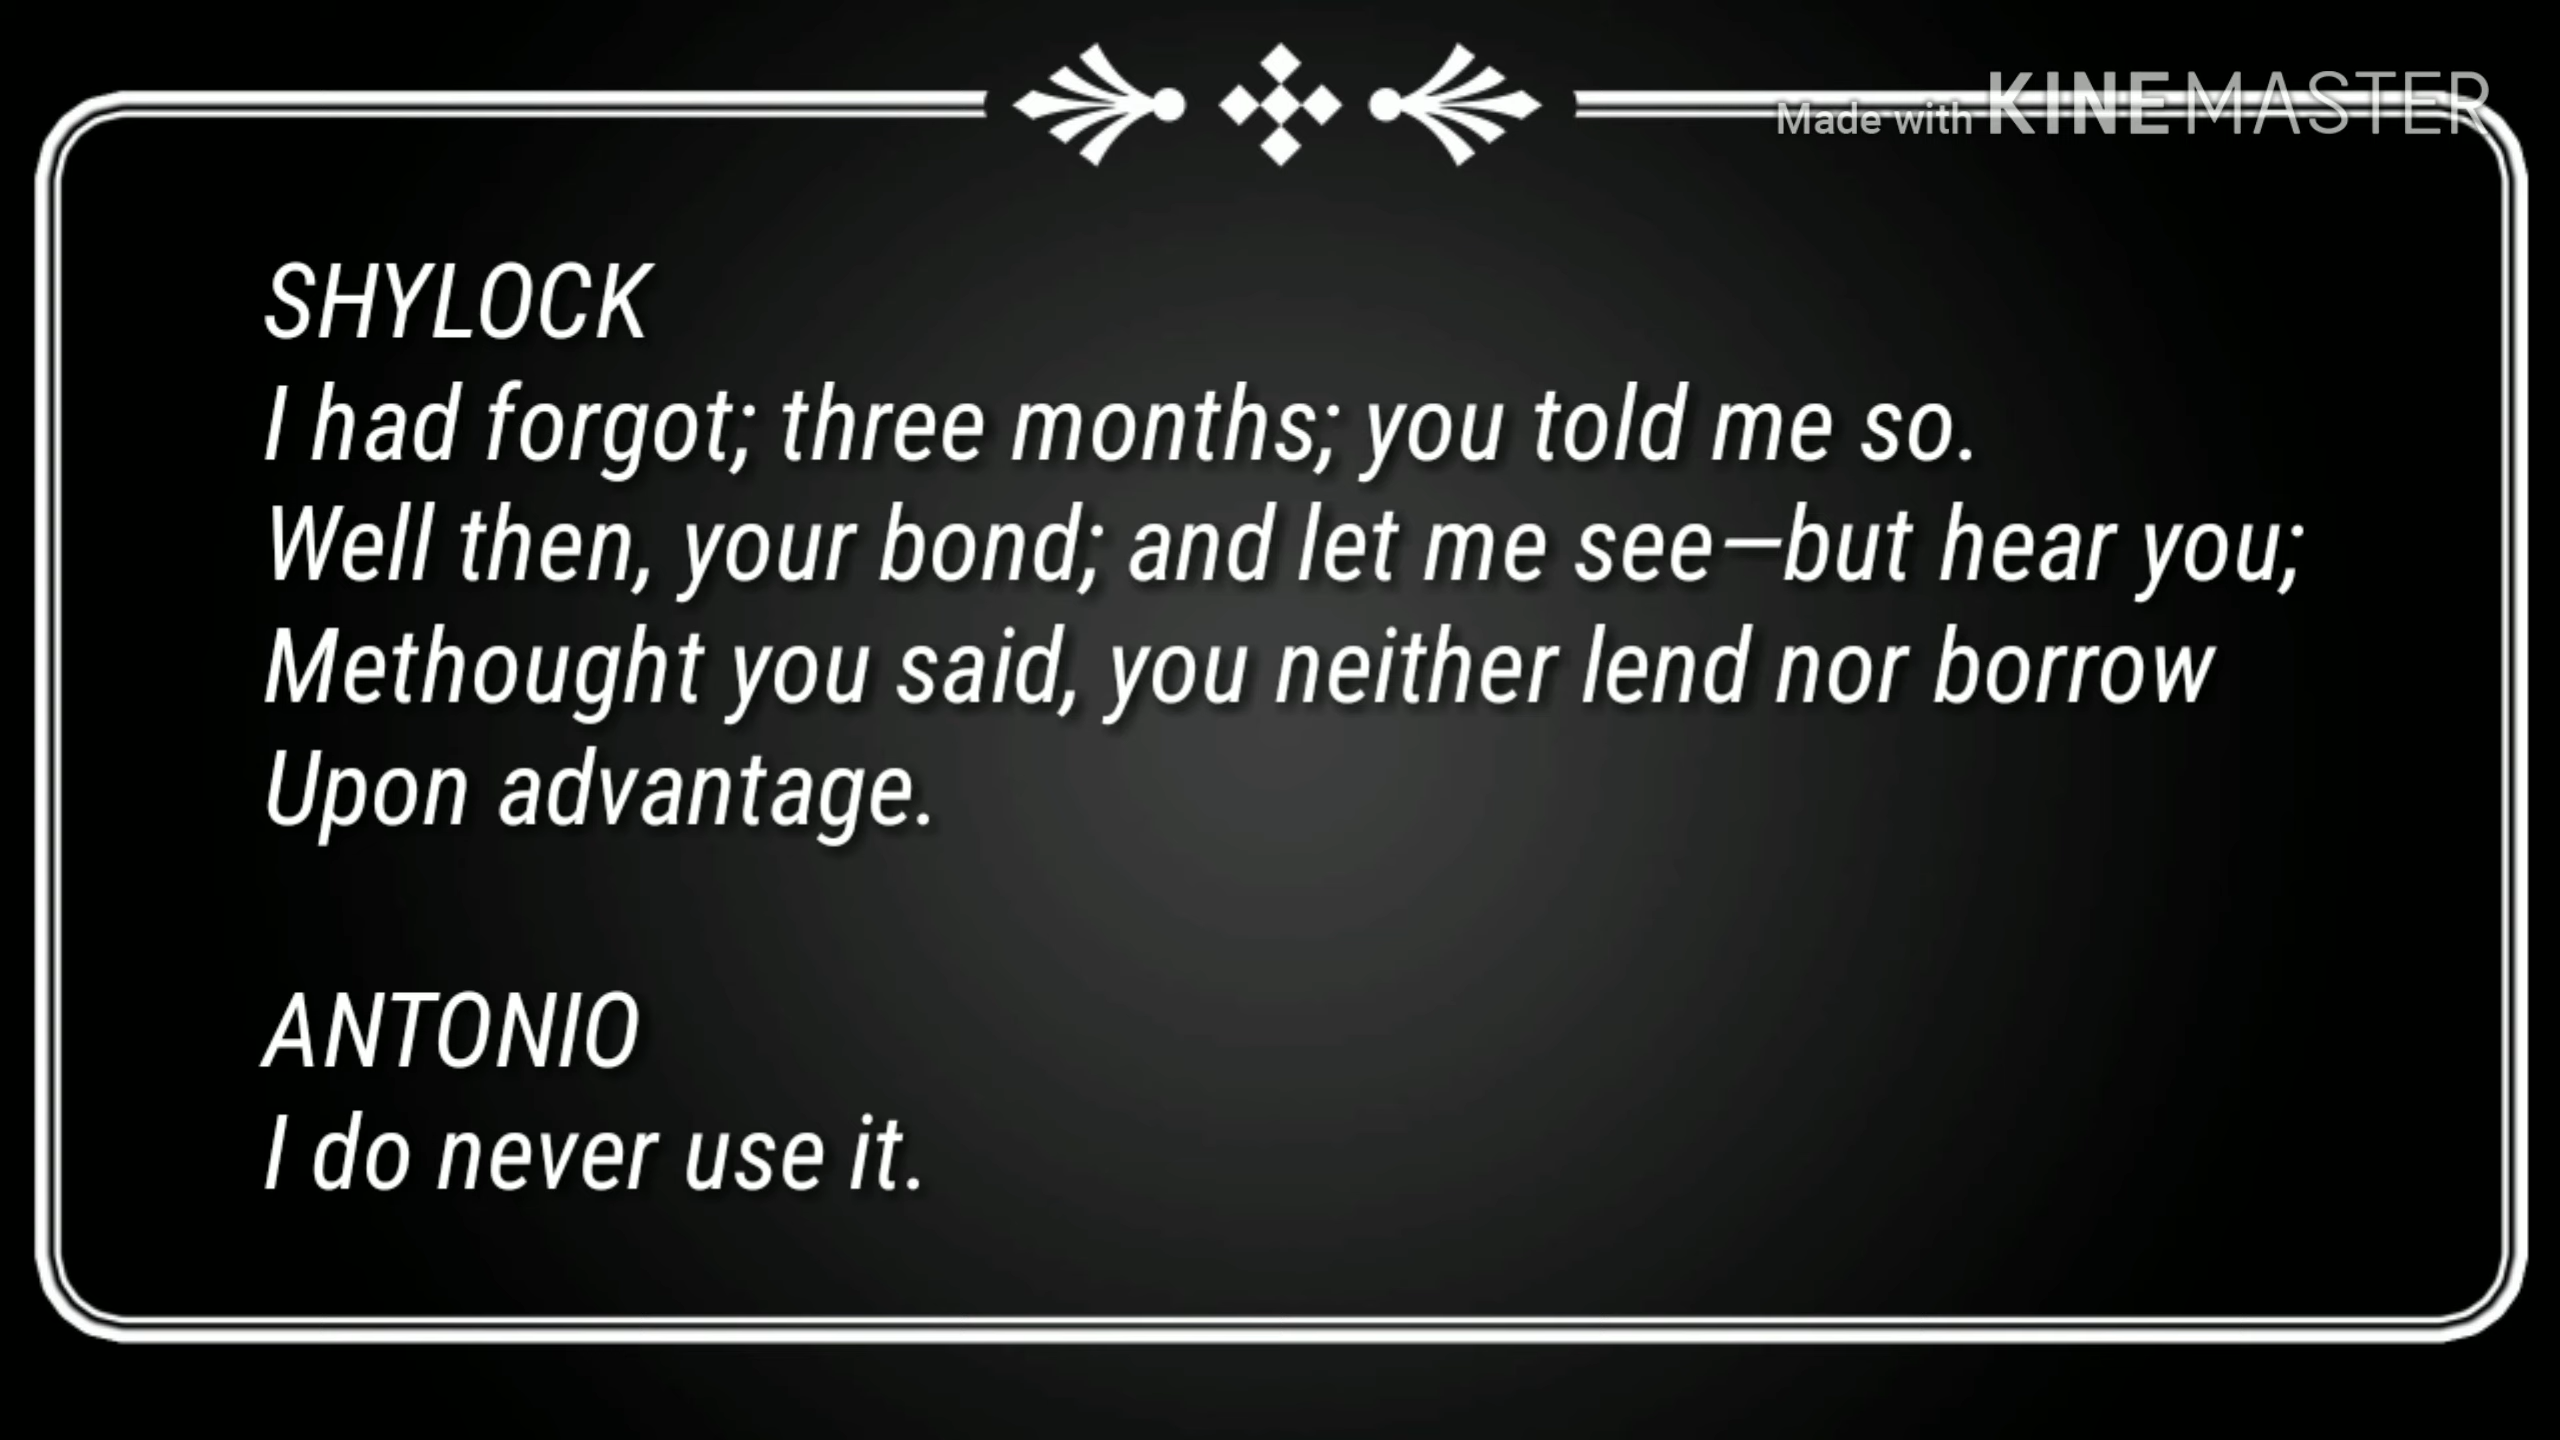 Made with KINEMASTER
SHYLOCK
I had forgot; three months; you told me so.
Well then, your bond; and let me see—but hear you;
Methought you said, you neither lend nor borrow
Upon advantage.
ANTONIO
I do never use it.